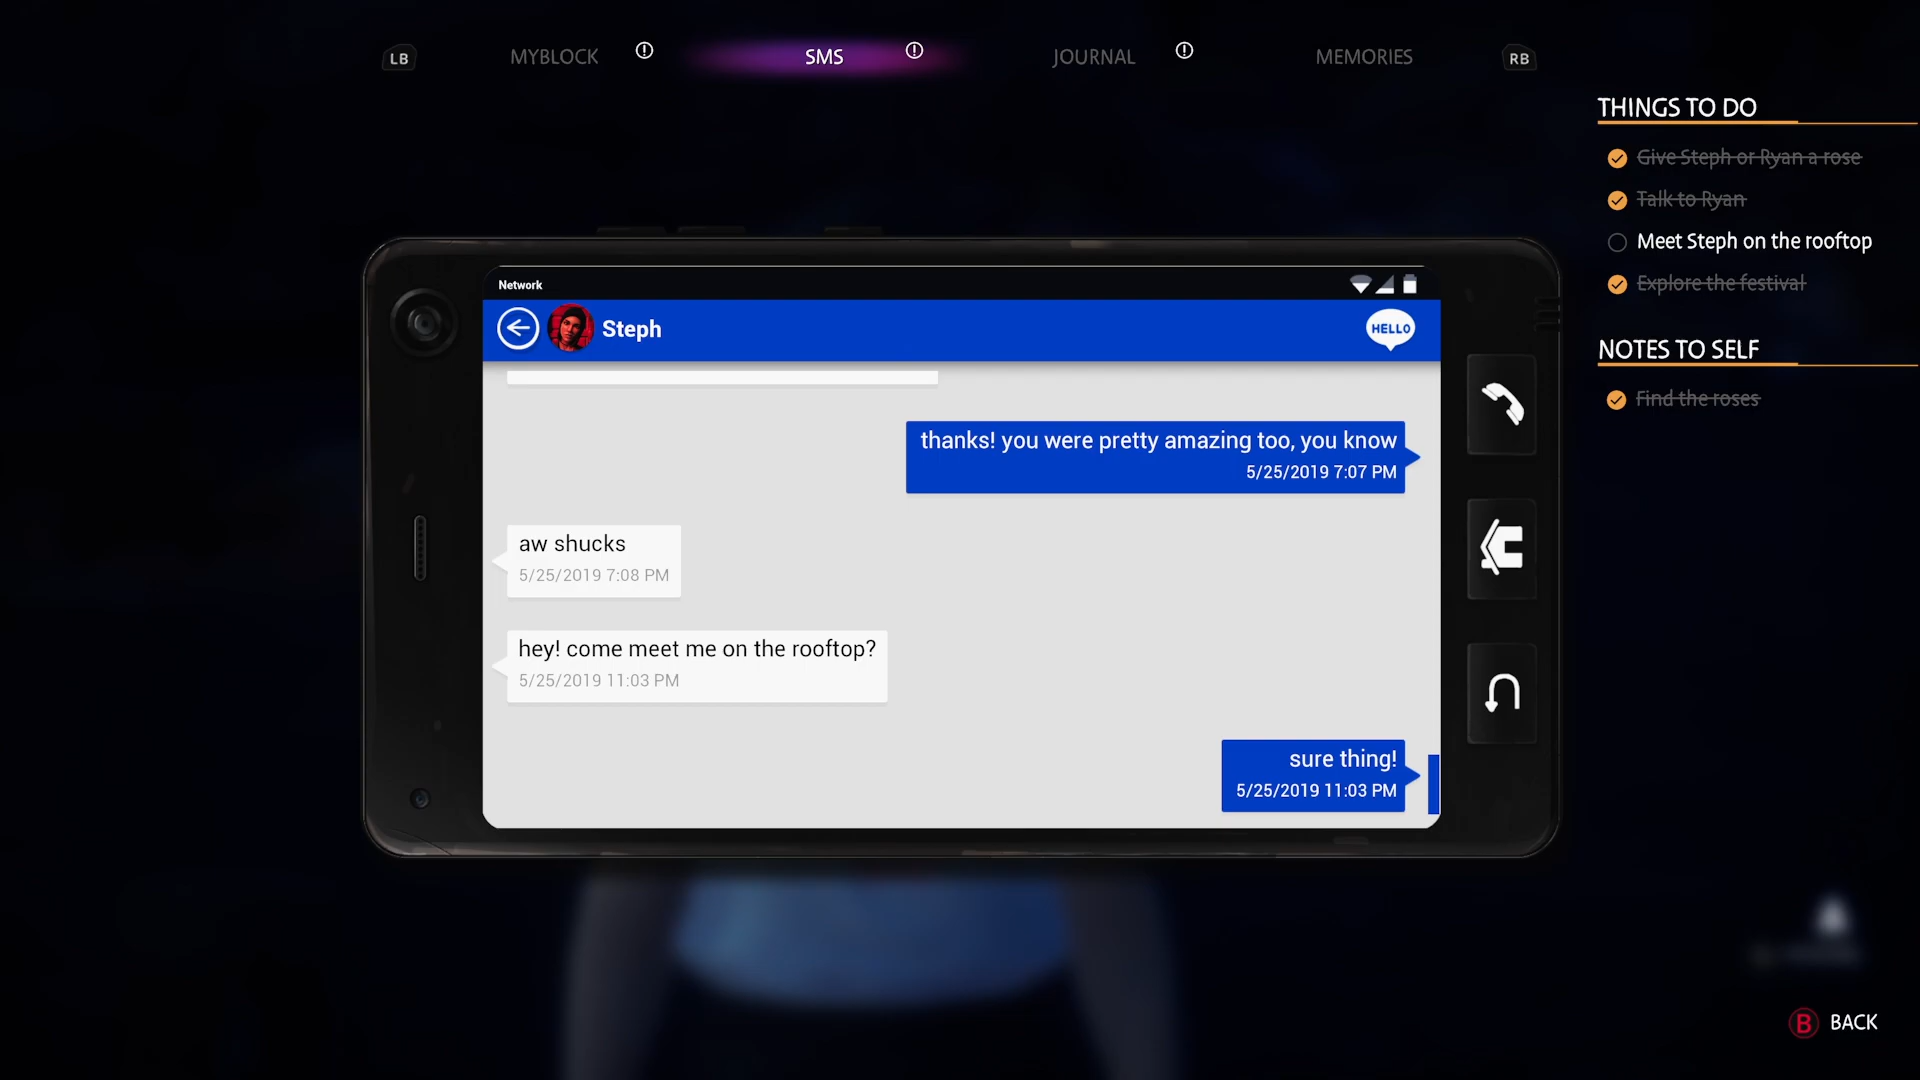 LB
MYBLOCK
SMS
JOURNAL
MEMORIES
RB
THINGS TO DO
Give Steph or Ryan a rose
Talk to Ryan
Meet Steph on the rooftop
Explore the festival
NOTES TO SELF
Find the roses
Network
Steph
HELLO
thanks! you were pretty amazing too, you know
5/25/2019 7:07 PM
aw shucks
5/25/2019 7:08 PM
hey! come meet me on the rooftop?
5/25/2019 11:03 PM
sure thing!
5/25/2019 11:03 PM
B BACK